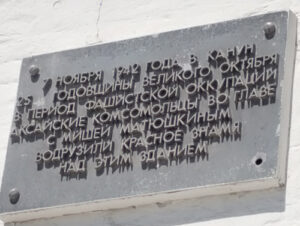 7 НОЯБРЯ 1942 ГОДА В КАНУН
25 ГОДОВЩИНЫ ВЕЛИКОГО ОКТЯБРЯ
В ПЕРИОД ФАШИСТСКОЙ ОККУПАЦИИ
АКСАЙСКИЕ КОМСОМОЛЬЦЫ ВО ГЛАВЕ
С МИШЕЙ МАТЮШКИНЫМ
ВОДРУЗИЛИ КРАСНОЕ ЗНАМЯ
НАД ЭТИМ ЗДАНИЕМ